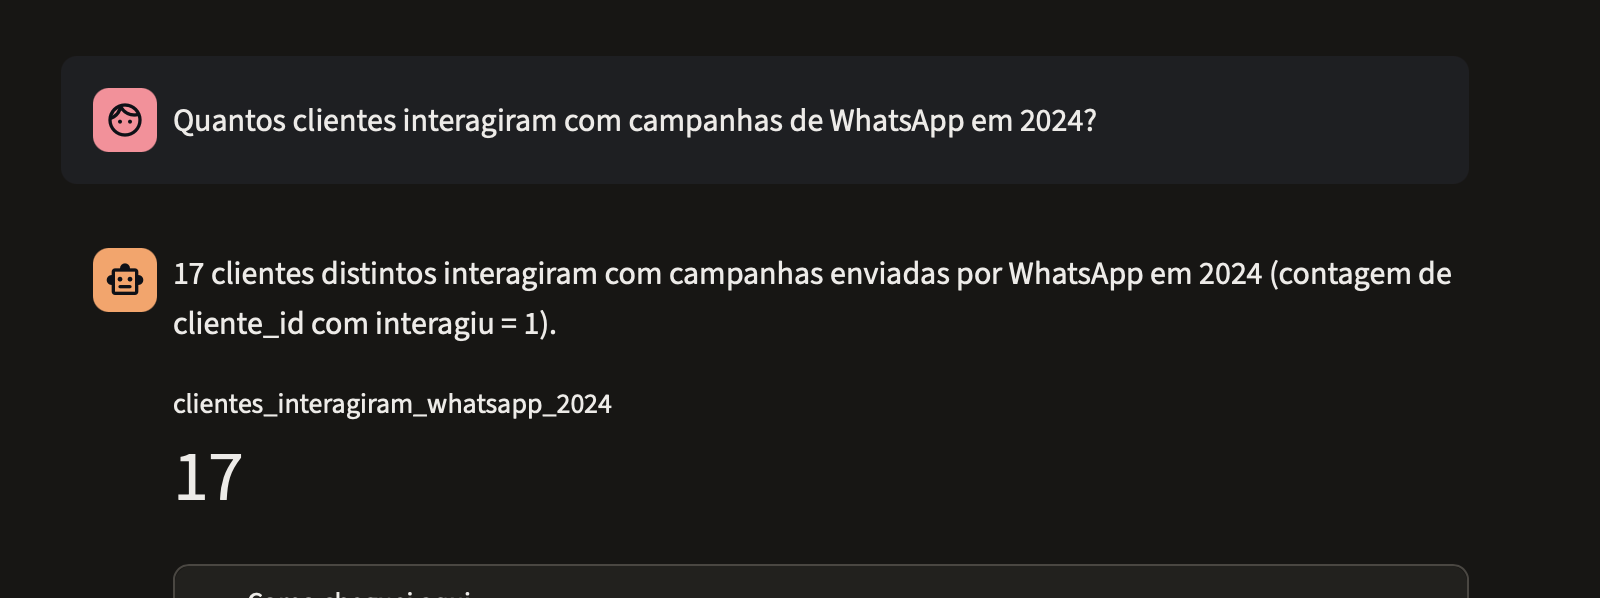 Quantos clientes interagiram com campanhas de WhatsApp em 2024?
17 clientes distintos interagiram com campanhas enviadas por WhatsApp em 2024 (contagem de
cliente_id com interagiu = 1).
clientes_interagiram_whatsapp_2024
17